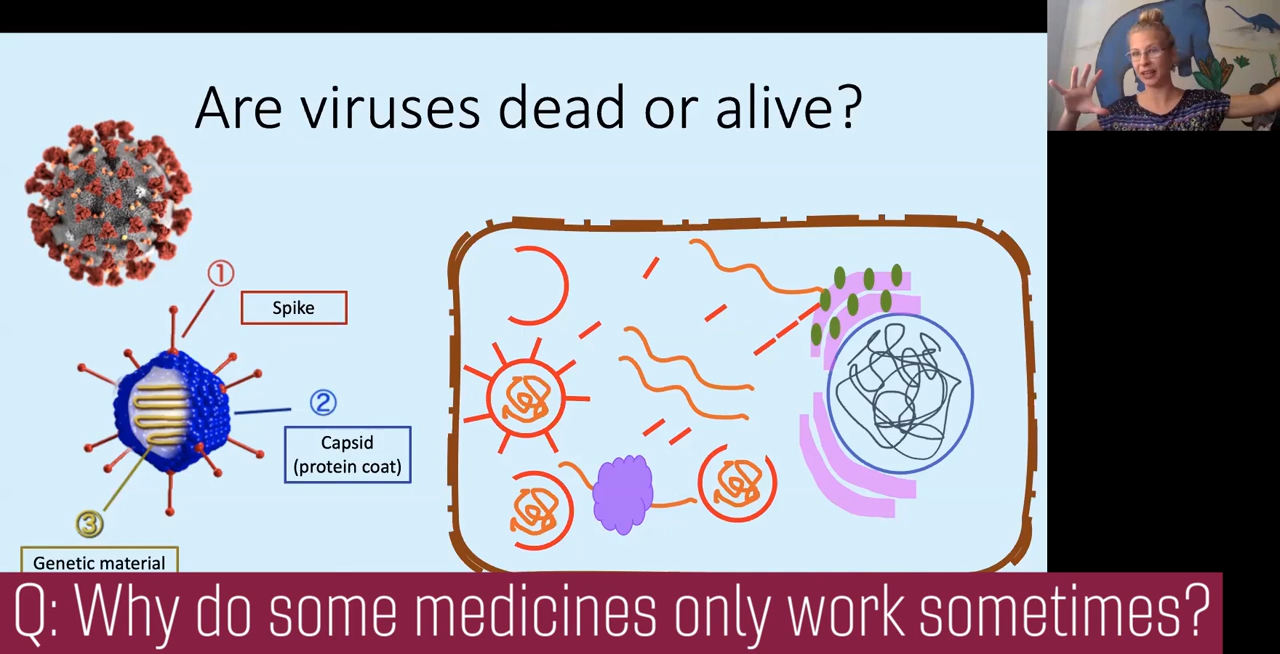 Are viruses dead or alive?
①
Spike
②
Capsid
(protein coat)
③
Genetic material
Q: Why do some medicines only work sometimes?